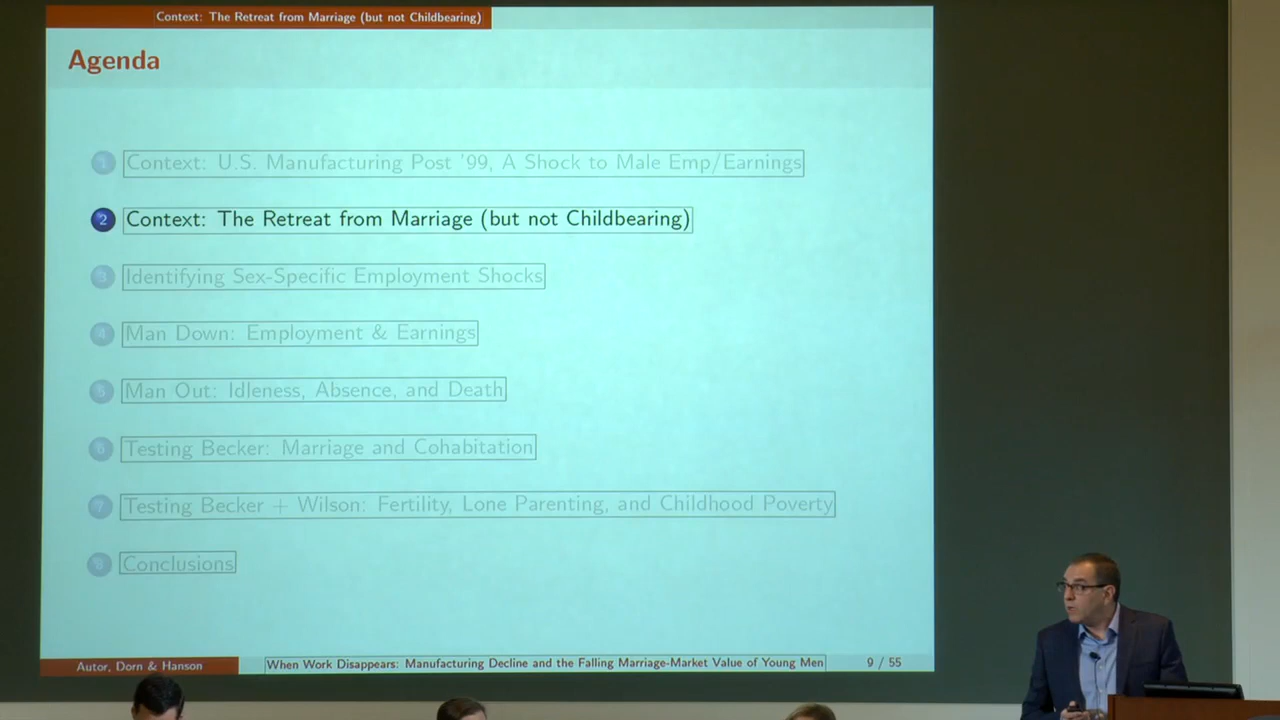 Context: The Retreat from Marriage (but not Childbearing)
Agenda
1 Context: U.S. Manufacturing Post '99, A Shock to Male Emp/Earnings
2 Context: The Retreat from Marriage (but not Childbearing)
3 Identifying Sex-Specific Employment Shocks
4 Man Down: Employment & Earnings
5 Man Out: Idleness, Absence, and Death
6 Testing Becker: Marriage and Cohabitation
7 Testing Becker + Wilson: Fertility, Lone Parenting, and Childhood Poverty
8 Conclusions
Autor, Dorn & Hanson When Work Disappears: Manufacturing Decline and the Falling Marriage-Market Value of Young Men 9 / 55